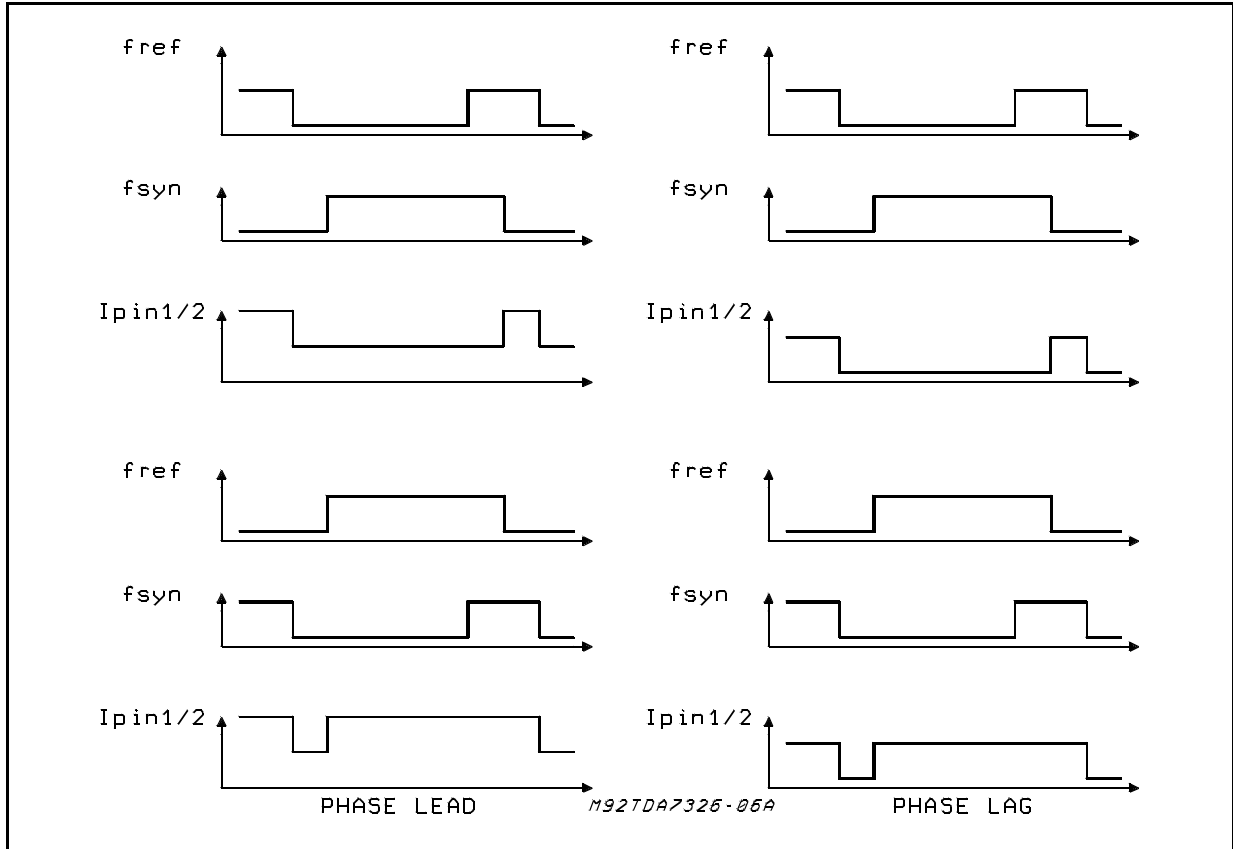 fref
fref
fsyn
fsyn
Ipin1/2
Ipin1/2
fref
fref
fsyn
fsyn
Ipin1/2
Ipin1/2
PHASE LEAD
M92TDA7326-06A
PHASE LAG